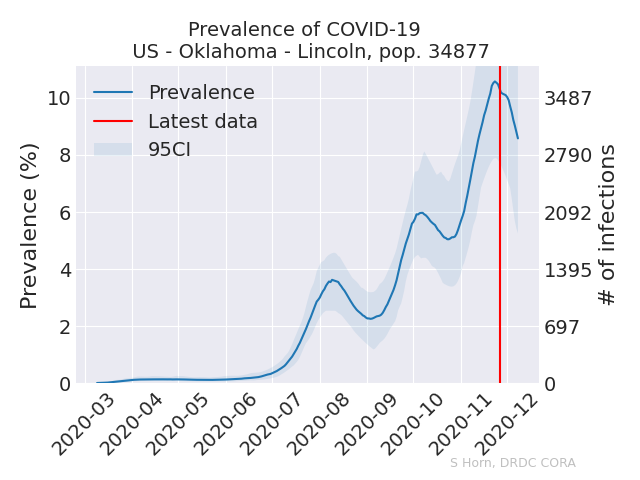 Prevalence of COVID-19
US - Oklahoma - Lincoln, pop. 34877
Prevalence
Latest data
95CI
Prevalence (%)
10
8
6
4
2
0
3487
2790
2092
1395
697
0
# of infections
2020-03
2020-04
2020-05
2020-06
2020-07
2020-08
2020-09
2020-10
2020-11
2020-12
S Horn, DRDC CORA